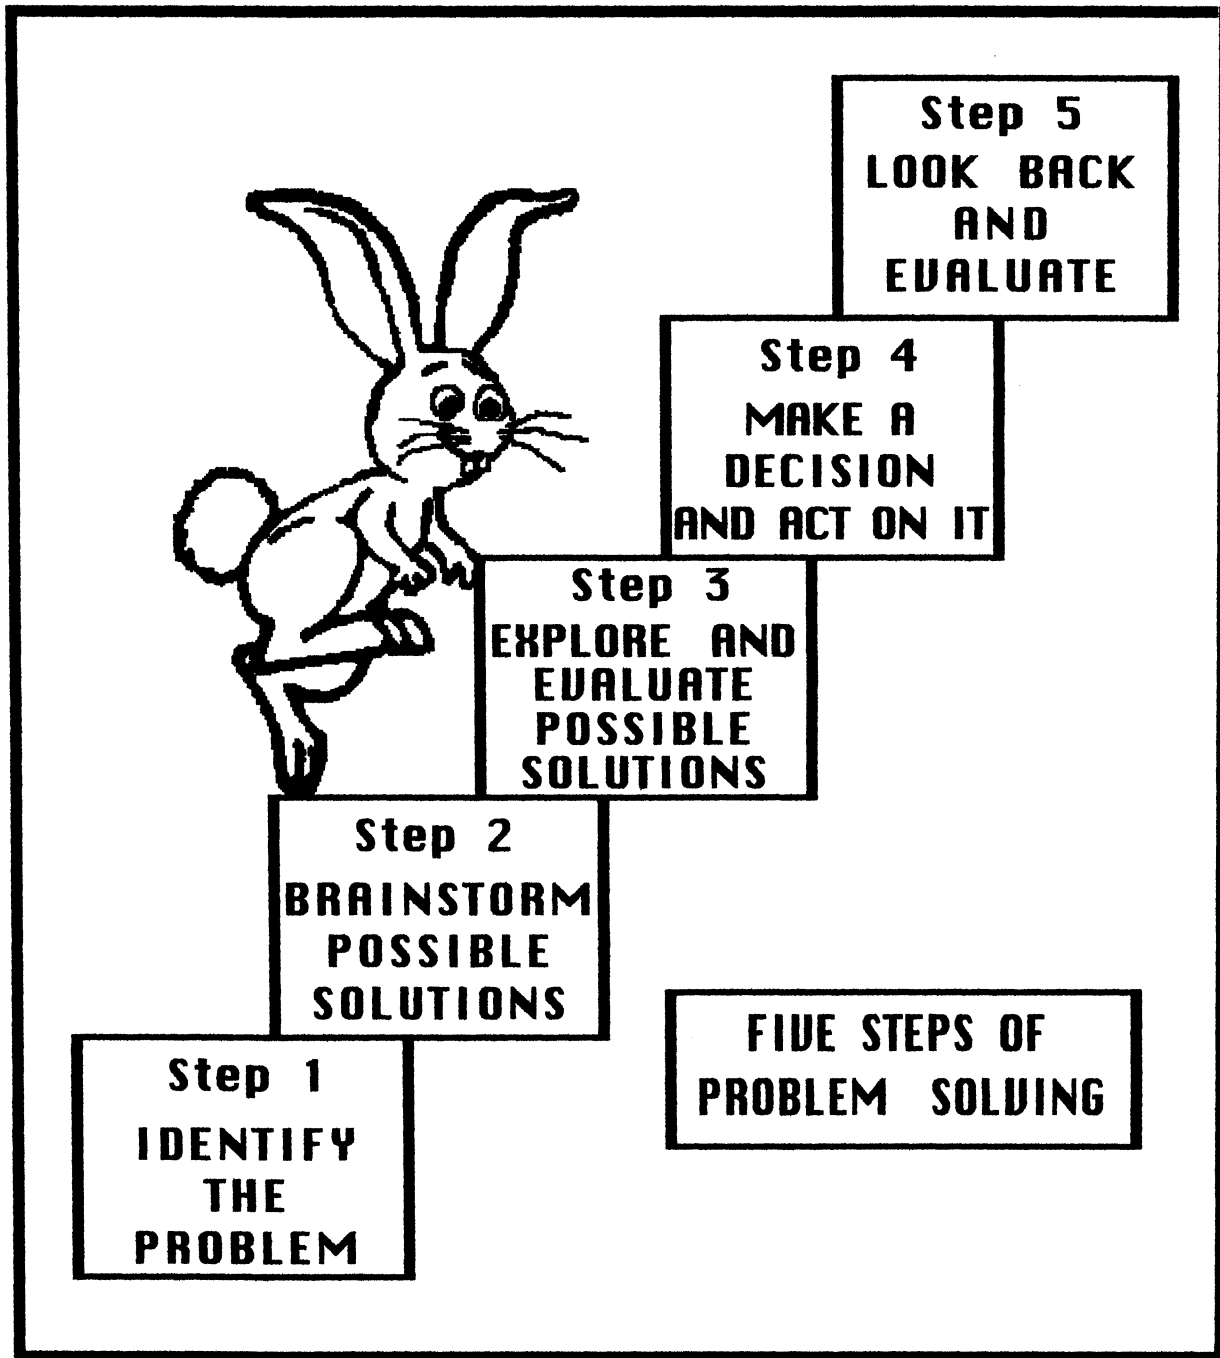 Step 5
LOOK BACK
AND
EVALUATE
Step 4
MAKE A
DECISION
AND ACT ON IT
Step 3
EXPLORE AND
EVALUATE
POSSIBLE
SOLUTIONS
Step 2
BRAINSTORM
POSSIBLE
SOLUTIONS
Step 1
IDENTIFY
THE
PROBLEM
FIVE STEPS OF
PROBLEM SOLVING